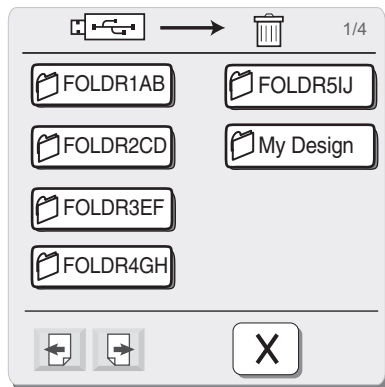 1/4
FOLDR1AB
FOLDR5IJ
FOLDR2CD
My Design
FOLDR3EF
FOLDR4GH
X